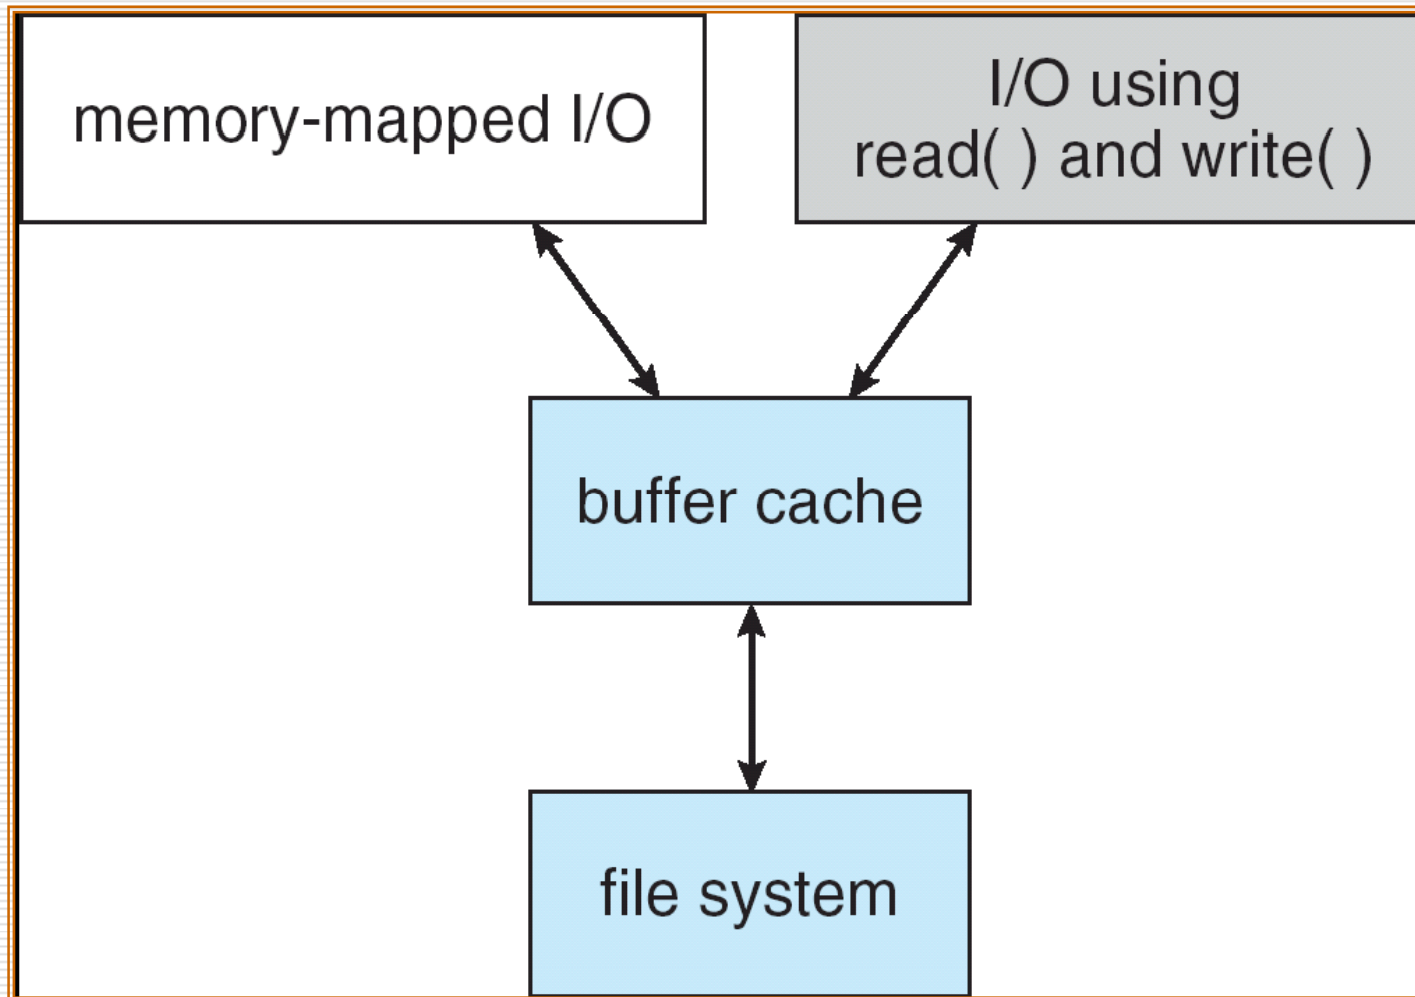 memory-mapped I/O
I/O using
read( ) and write( )
buffer cache
file system